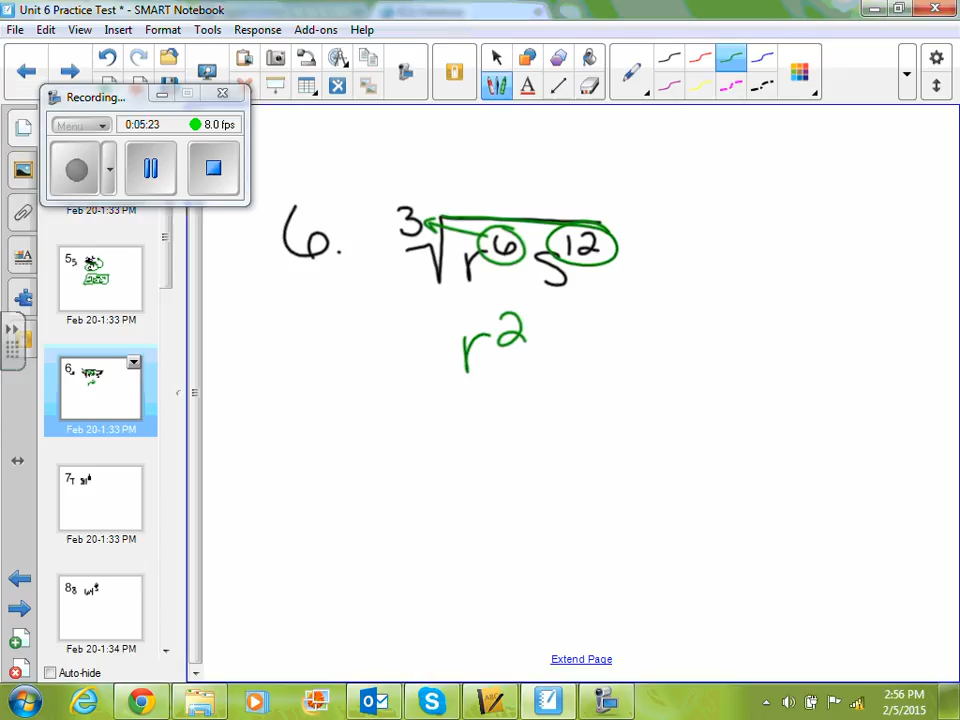 Unit 6 Practice Test * - SMART Notebook
File Edit View Insert Format Tools Response Add-ons Help
Recording...
Menu 0:05:23 8.0 fps
Feb 20-1:33 PM
5
Feb 20-1:33 PM
6
Feb 20-1:33 PM
7
Feb 20-1:33 PM
8
Feb 20-1:34 PM
Auto-hide
6. ³√r⁶ s¹²
r²
Extend Page
2:56 PM
2/5/2015